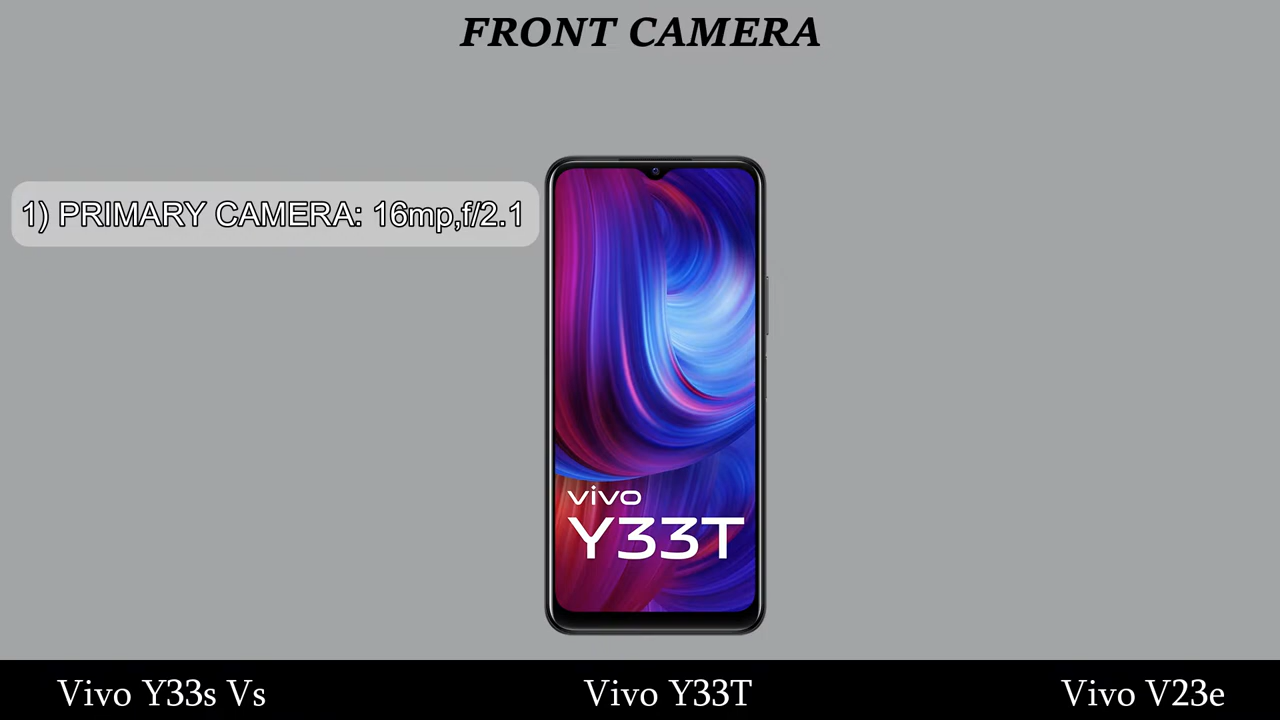 FRONT CAMERA
1) PRIMARY CAMERA: 16mp,f/2.1
vivo
Y33T
Vivo Y33s Vs
Vivo Y33T
Vivo V23e